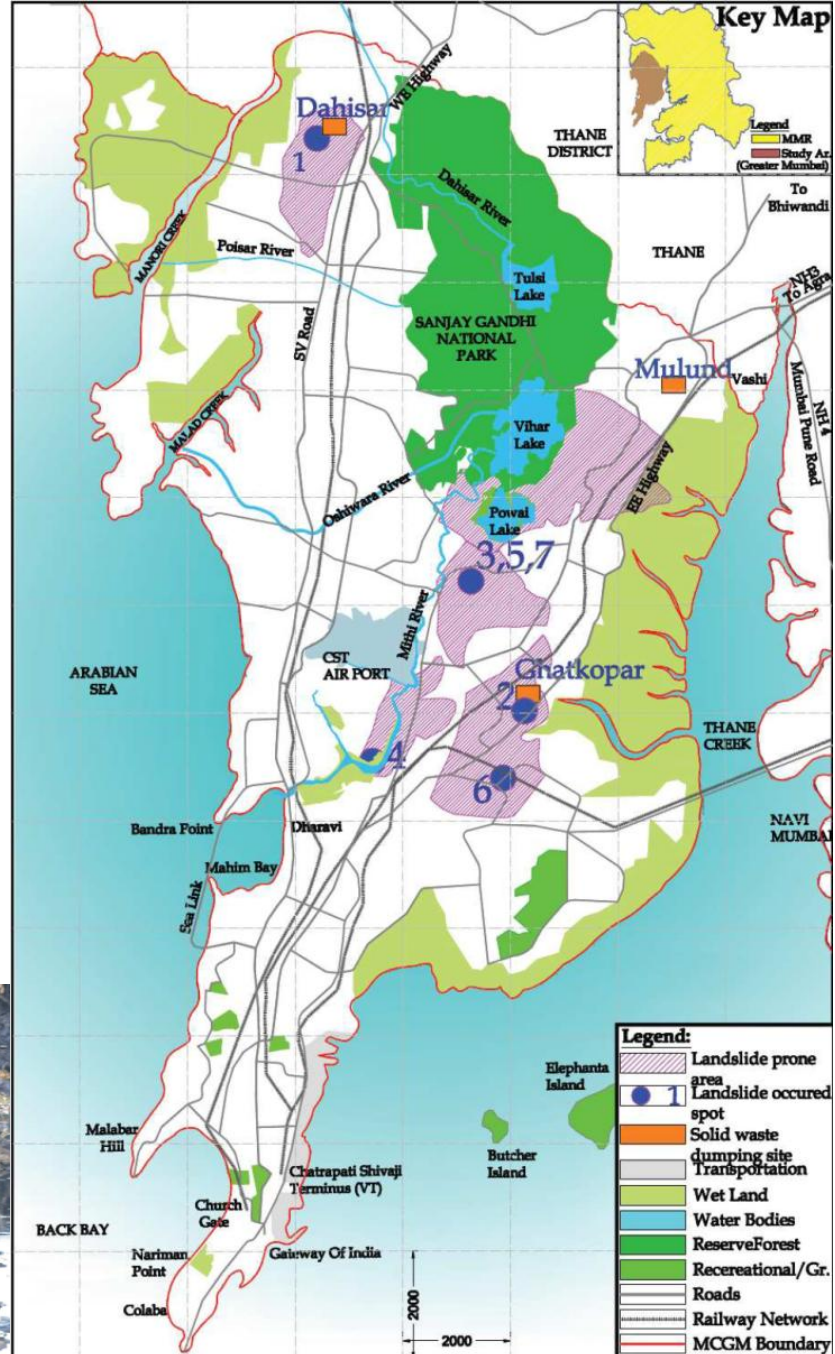 Key Map
Legend
MMR
Study Ar.
(Greater Mumbai)
To
Bhiwandi
WE Highway
Dahisar
1
THANE
DISTRICT
Dahisar River
MANORI CREEK
Poisar River
THANE
NH3
To Agra
Tulsi
Lake
SV Road
SANJAY GANDHI
NATIONAL
PARK
Mulund
Vashi
NH 4
Mumbai Pune Road
MALAD CREEK
Vihar
Lake
Oshiwara River
EE Highway
Powai
Lake
3,5,7
Mithi River
CST
AIR PORT
ARABIAN
SEA
Ghatkopar
2
THANE
CREEK
4
6
Bandra Point
Dharavi
NAVI
MUMBAI
Mahim Bay
Sea Link
Elephanta
Island
Butcher
Island
Malabar
Hill
Chatrapati Shivaji
Terminus (VT)
Church
Gate
BACK BAY
Nariman
Point
Gateway Of India
Colaba
2000
2000
Legend:
Landslide prone
area
1 Landslide occured
spot
Solid waste
dumping site
Transportation
Wet Land
Water Bodies
ReserveForest
Recereational/Gr.
Roads
Railway Network
MCGM Boundary